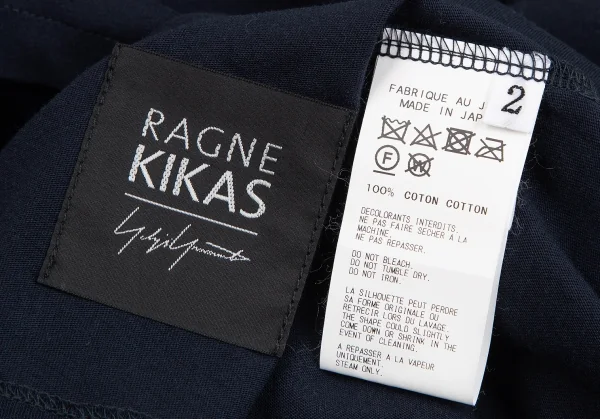 RAGNE
KIKAS
Yohji Yamamoto
FABRIQUE AU J
MADE IN JAP
2
F
W
100% COTON COTTON
DECOLORANTS INTERDITS.
NE PAS FAIRE SECHER A LA
MACHINE.
NE PAS REPASSER.
DO NOT BLEACH.
DO NOT TUMBLE DRY.
DO NOT IRON.
LA SILHOUETTE PEUT PERDRE
SA FORME ORIGINALE OU
RETRECIR LORS DU LAVAGE.
THE SHAPE COULD SLIGHTLY
COME DOWN OR SHRINK IN THE
EVENT OF CLEANING.
A REPASSER A LA VAPEUR
UNIQUEMENT.
STEAM ONLY.